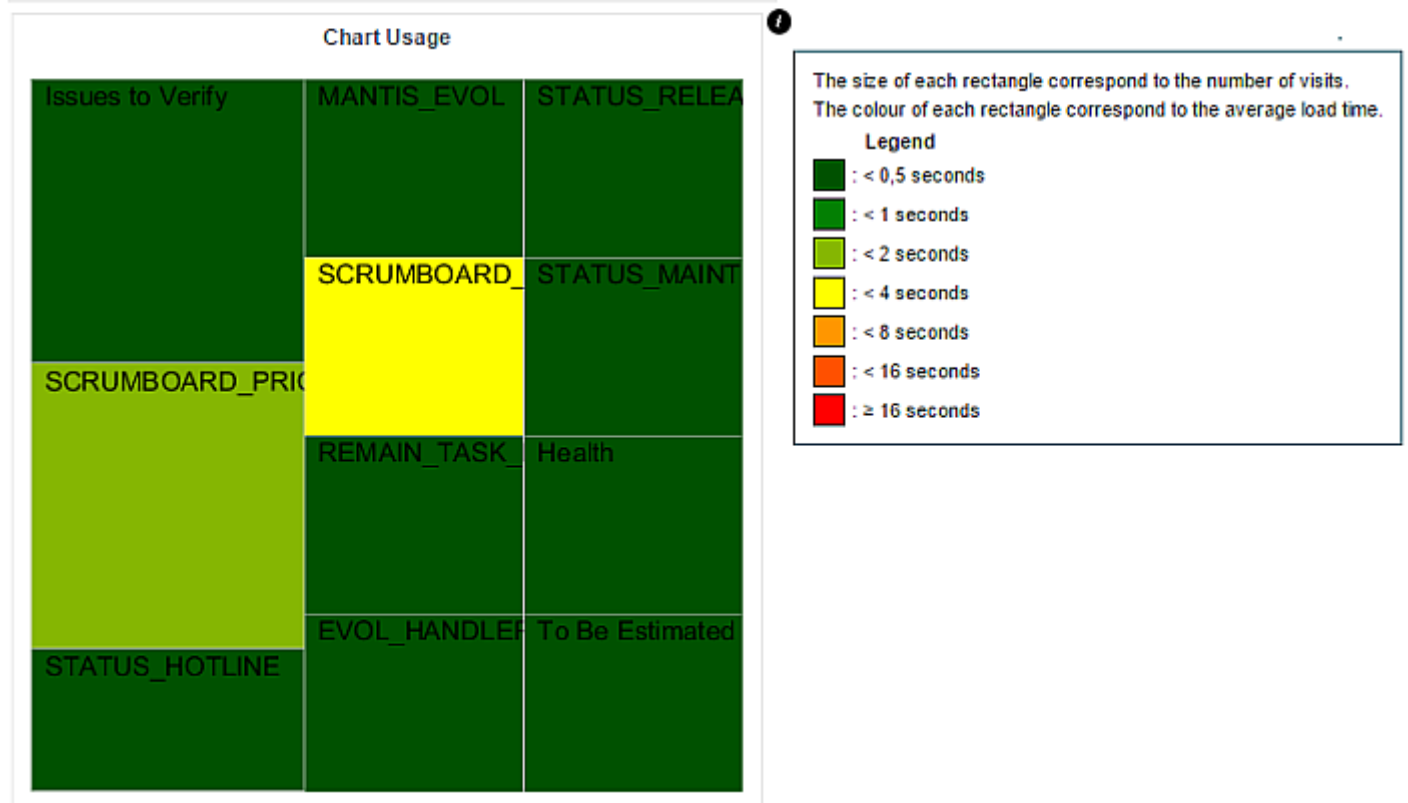 Chart Usage
Issues to Verify
SCRUMBOARD_PRIO
STATUS_HOTLINE
MANTIS_EVOL
SCRUMBOARD_
REMAIN_TASK_
EVOL_HANDLER
STATUS_RELEA
STATUS_MAINT
Health
To Be Estimated
i
The size of each rectangle correspond to the number of visits.
The colour of each rectangle correspond to the average load time.
Legend
: < 0,5 seconds
: < 1 seconds
: < 2 seconds
: < 4 seconds
: < 8 seconds
: < 16 seconds
: ≥ 16 seconds